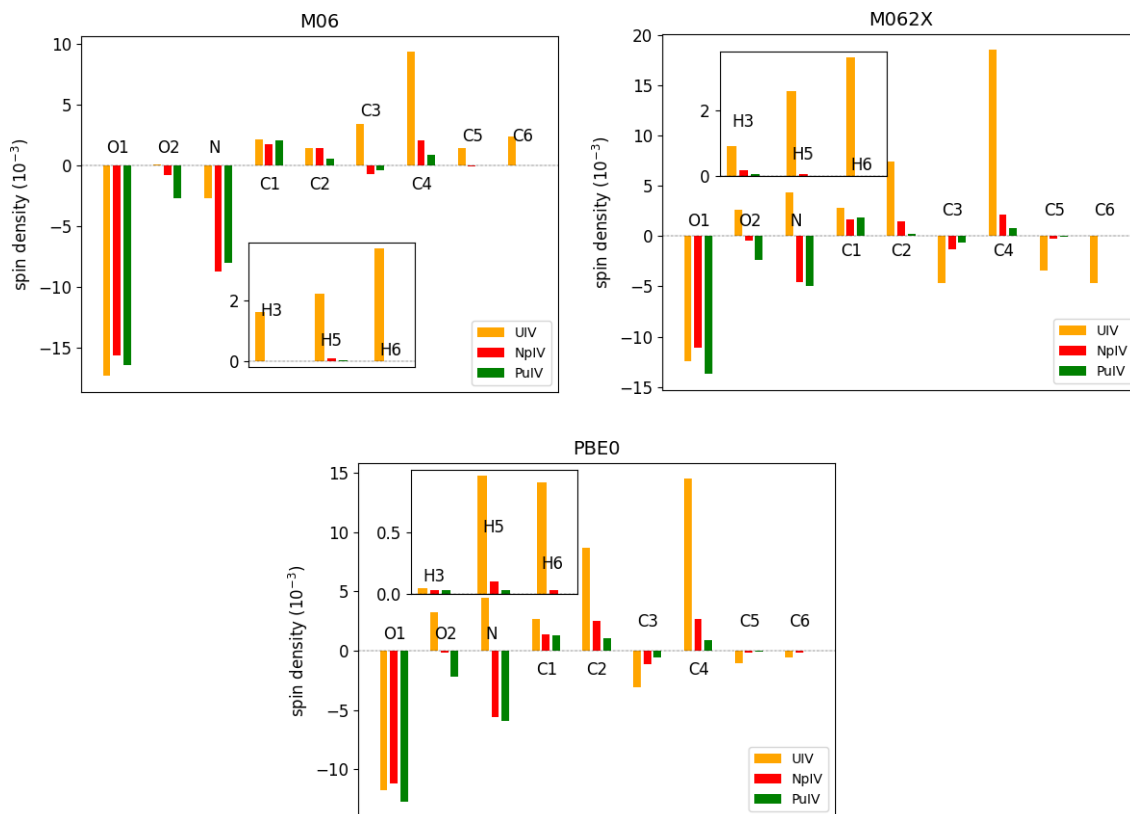 M06
spin density (10⁻³)
10
5
0
−5
−10
−15
O1
O2
N
C1
C2
C3
C4
C5
C6
2
0
H3
H5
H6
UIV
NpIV
PuIV
M062X
spin density (10⁻³)
20
15
10
5
0
−5
−10
−15
2
0
H3
H5
H6
O1
O2
N
C1
C2
C3
C4
C5
C6
UIV
NpIV
PuIV
PBE0
spin density (10⁻³)
15
10
5
0
−5
−10
0.5
0.0
H3
H5
H6
O1
O2
N
C1
C2
C3
C4
C5
C6
UIV
NpIV
PuIV